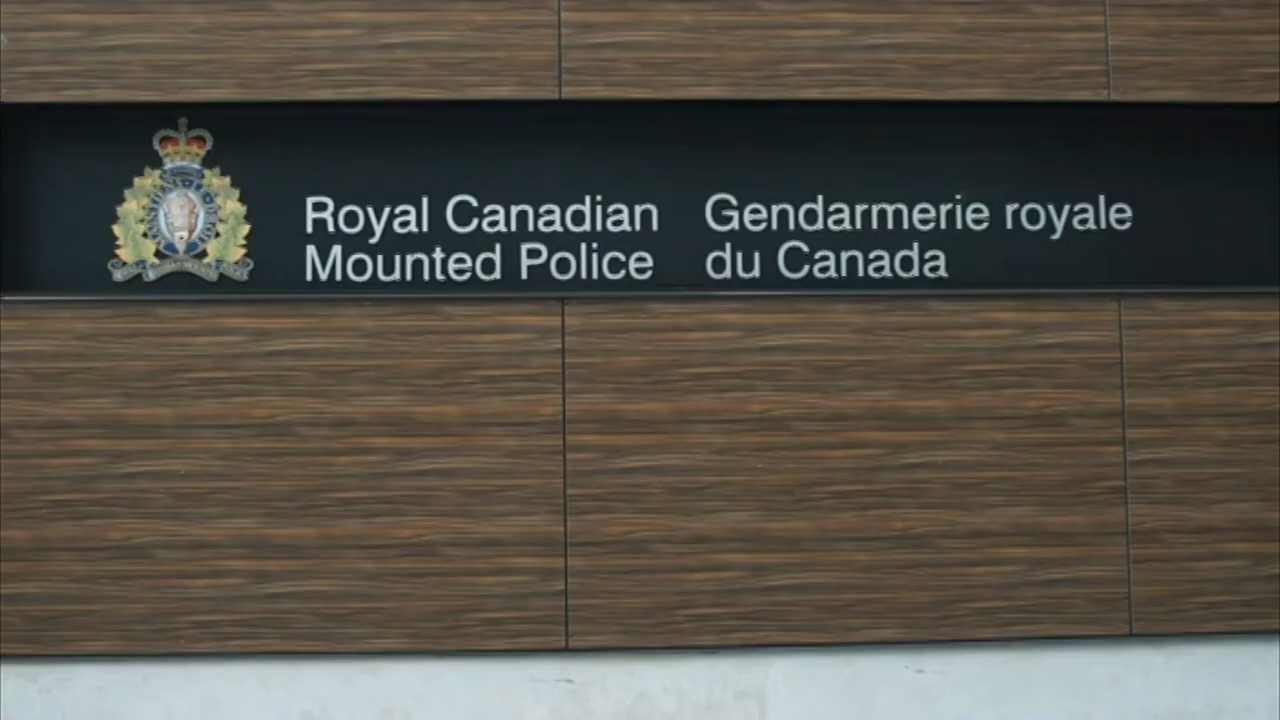 Royal Canadian
Mounted Police
Gendarmerie royale
du Canada